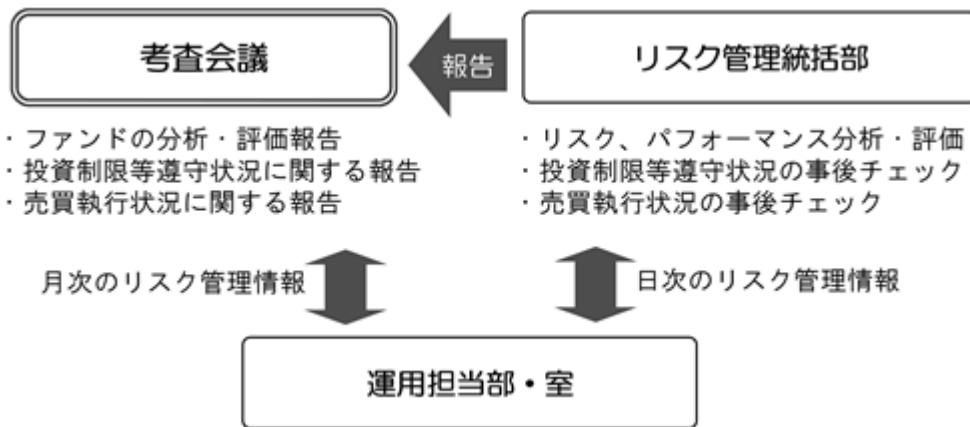 考査会議
報告
リスク管理統括部
・ファンドの分析・評価報告
・投資制限等遵守状況に関する報告
・売買執行状況に関する報告
・リスク、パフォーマンス分析・評価
・投資制限等遵守状況の事後チェック
・売買執行状況の事後チェック
月次のリスク管理情報
日次のリスク管理情報
運用担当部・室